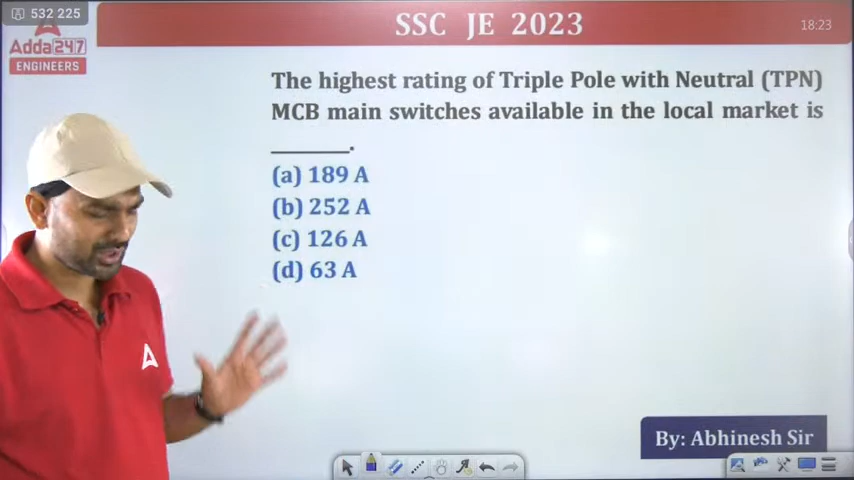 532 225
Adda247
ENGINEERS
SSC JE 2023
18:23
The highest rating of Triple Pole with Neutral (TPN)
MCB main switches available in the local market is
________.
(a) 189 A
(b) 252 A
(c) 126 A
(d) 63 A
By: Abhinesh Sir